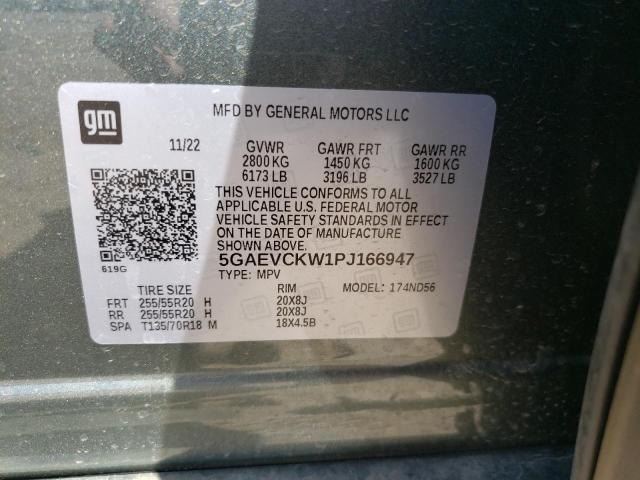 gm
MFD BY GENERAL MOTORS LLC
11/22 GVWR GAWR FRT GAWR RR
2800 KG 1450 KG 1600 KG
6173 LB 3196 LB 3527 LB
THIS VEHICLE CONFORMS TO ALL
APPLICABLE U.S. FEDERAL MOTOR
VEHICLE SAFETY STANDARDS IN EFFECT
ON THE DATE OF MANUFACTURE
SHOWN ABOVE.
619G
5GAEVCKW1PJ166947
TYPE: MPV MODEL: 174ND56
TIRE SIZE RIM
FRT 255/55R20 H 20X8J
RR 255/55R20 H 20X8J
SPA T135/70R18 M 18X4.5B